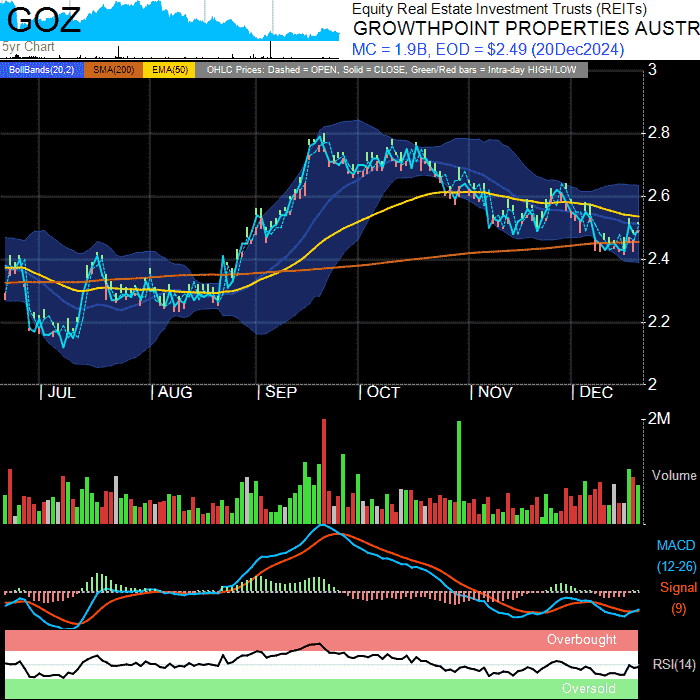 GOZ
5yr Chart
Equity Real Estate Investment Trusts (REITs)
GROWTHPOINT PROPERTIES AUSTR
MC = 1.9B, EOD = $2.49 (20Dec2024)
BollBands(20,2) SMA(200) EMA(50) OHLC Prices: Dashed = OPEN, Solid = CLOSE, Green/Red bars = Intra-day HIGH/LOW
3
2.8
2.6
2.4
2.2
2
JUL AUG SEP OCT NOV DEC
2M
Volume
MACD
(12-26)
Signal
(9)
Overbought
RSI(14)
Oversold